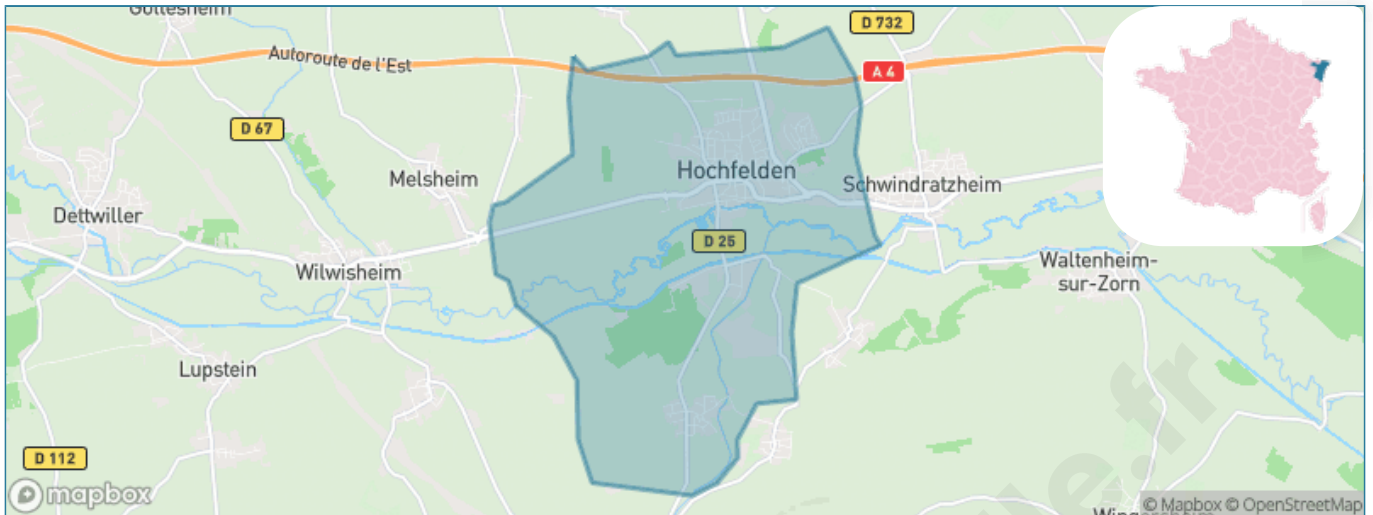 Gottesheim
D 732
Autoroute de l'Est
A 4
D 67
Hochfelden
Melsheim
Schwindratzheim
Dettwiller
D 25
Wilwisheim
Waltenheim-
sur-Zorn
Lupstein
D 112
mapbox
© Mapbox © OpenStreetMap